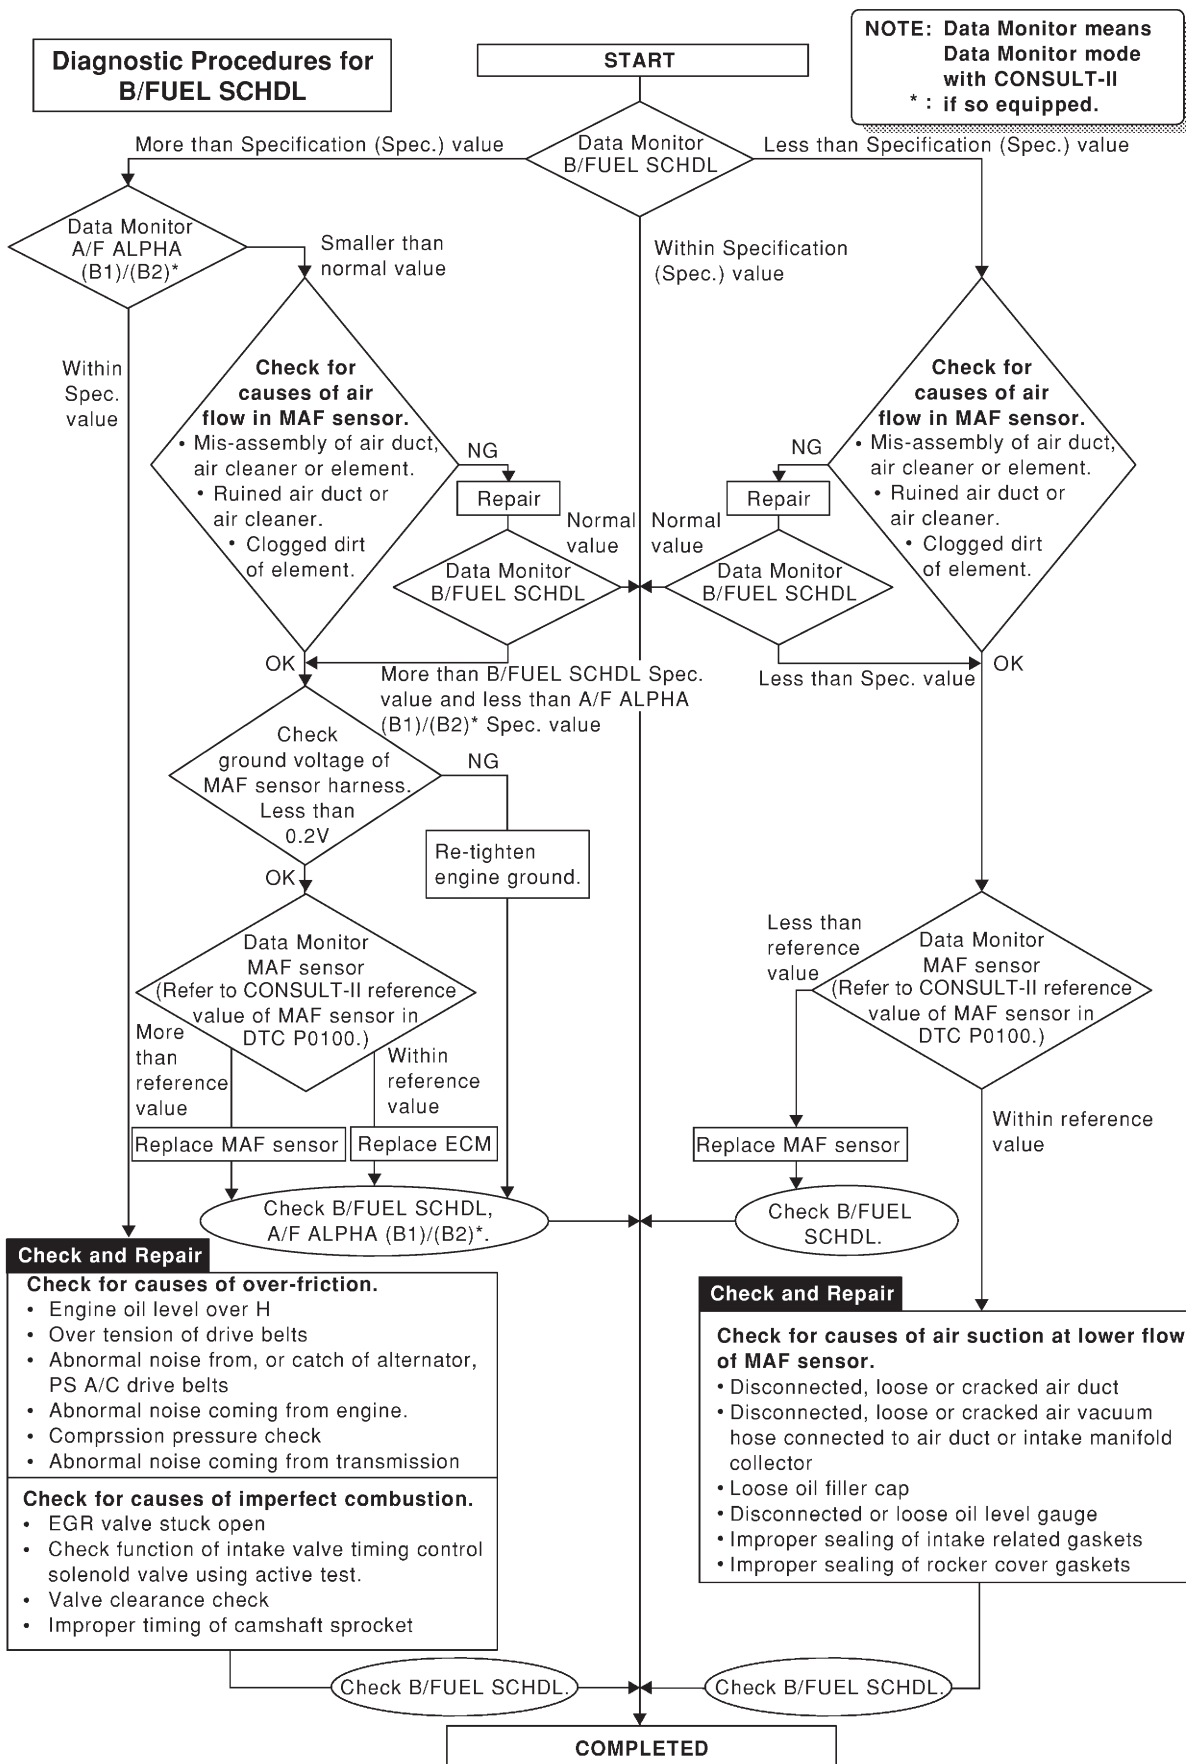 Diagnostic Procedures for
B/FUEL SCHDL
START
NOTE: Data Monitor means
Data Monitor mode
with CONSULT-II
* : if so equipped.
More than Specification (Spec.) value
Data Monitor
B/FUEL SCHDL
Less than Specification (Spec.) value
Data Monitor
A/F ALPHA
(B1)/(B2)*
Smaller than
normal value
Within Specification
(Spec.) value
Within
Spec.
value
Check for
causes of air
flow in MAF sensor.
• Mis-assembly of air duct,
air cleaner or element.
• Ruined air duct or
air cleaner.
• Clogged dirt
of element.
NG
Repair
Normal
value
Data Monitor
B/FUEL SCHDL
Normal
value
NG
Repair
Data Monitor
B/FUEL SCHDL
Check for
causes of air
flow in MAF sensor.
• Mis-assembly of air duct,
air cleaner or element.
• Ruined air duct or
air cleaner.
• Clogged dirt
of element.
OK
More than B/FUEL SCHDL Spec.
value and less than A/F ALPHA
(B1)/(B2)* Spec. value
Less than Spec. value
OK
Check
ground voltage of
MAF sensor harness.
Less than
0.2V
NG
Re-tighten
engine ground.
OK
Data Monitor
MAF sensor
(Refer to CONSULT-II reference
value of MAF sensor in
DTC P0100.)
More
than
reference
value
Within
reference
value
Less than
reference
value
Data Monitor
MAF sensor
(Refer to CONSULT-II reference
value of MAF sensor in
DTC P0100.)
Within reference
value
Replace MAF sensor
Replace ECM
Replace MAF sensor
Check B/FUEL SCHDL,
A/F ALPHA (B1)/(B2)*.
Check B/FUEL
SCHDL.
Check and Repair
Check for causes of over-friction.
• Engine oil level over H
• Over tension of drive belts
• Abnormal noise from, or catch of alternator,
PS A/C drive belts
• Abnormal noise coming from engine.
• Comprssion pressure check
• Abnormal noise coming from transmission
Check for causes of imperfect combustion.
• EGR valve stuck open
• Check function of intake valve timing control
solenold valve using active test.
• Valve clearance check
• Improper timing of camshaft sprocket
Check and Repair
Check for causes of air suction at lower flow
of MAF sensor.
• Disconnected, loose or cracked air duct
• Disconnected, loose or cracked air vacuum
hose connected to air duct or intake manifold
collector
• Loose oil filler cap
• Disconnected or loose oil level gauge
• Improper sealing of intake related gaskets
• Improper sealing of rocker cover gaskets
Check B/FUEL SCHDL.
Check B/FUEL SCHDL.
COMPLETED